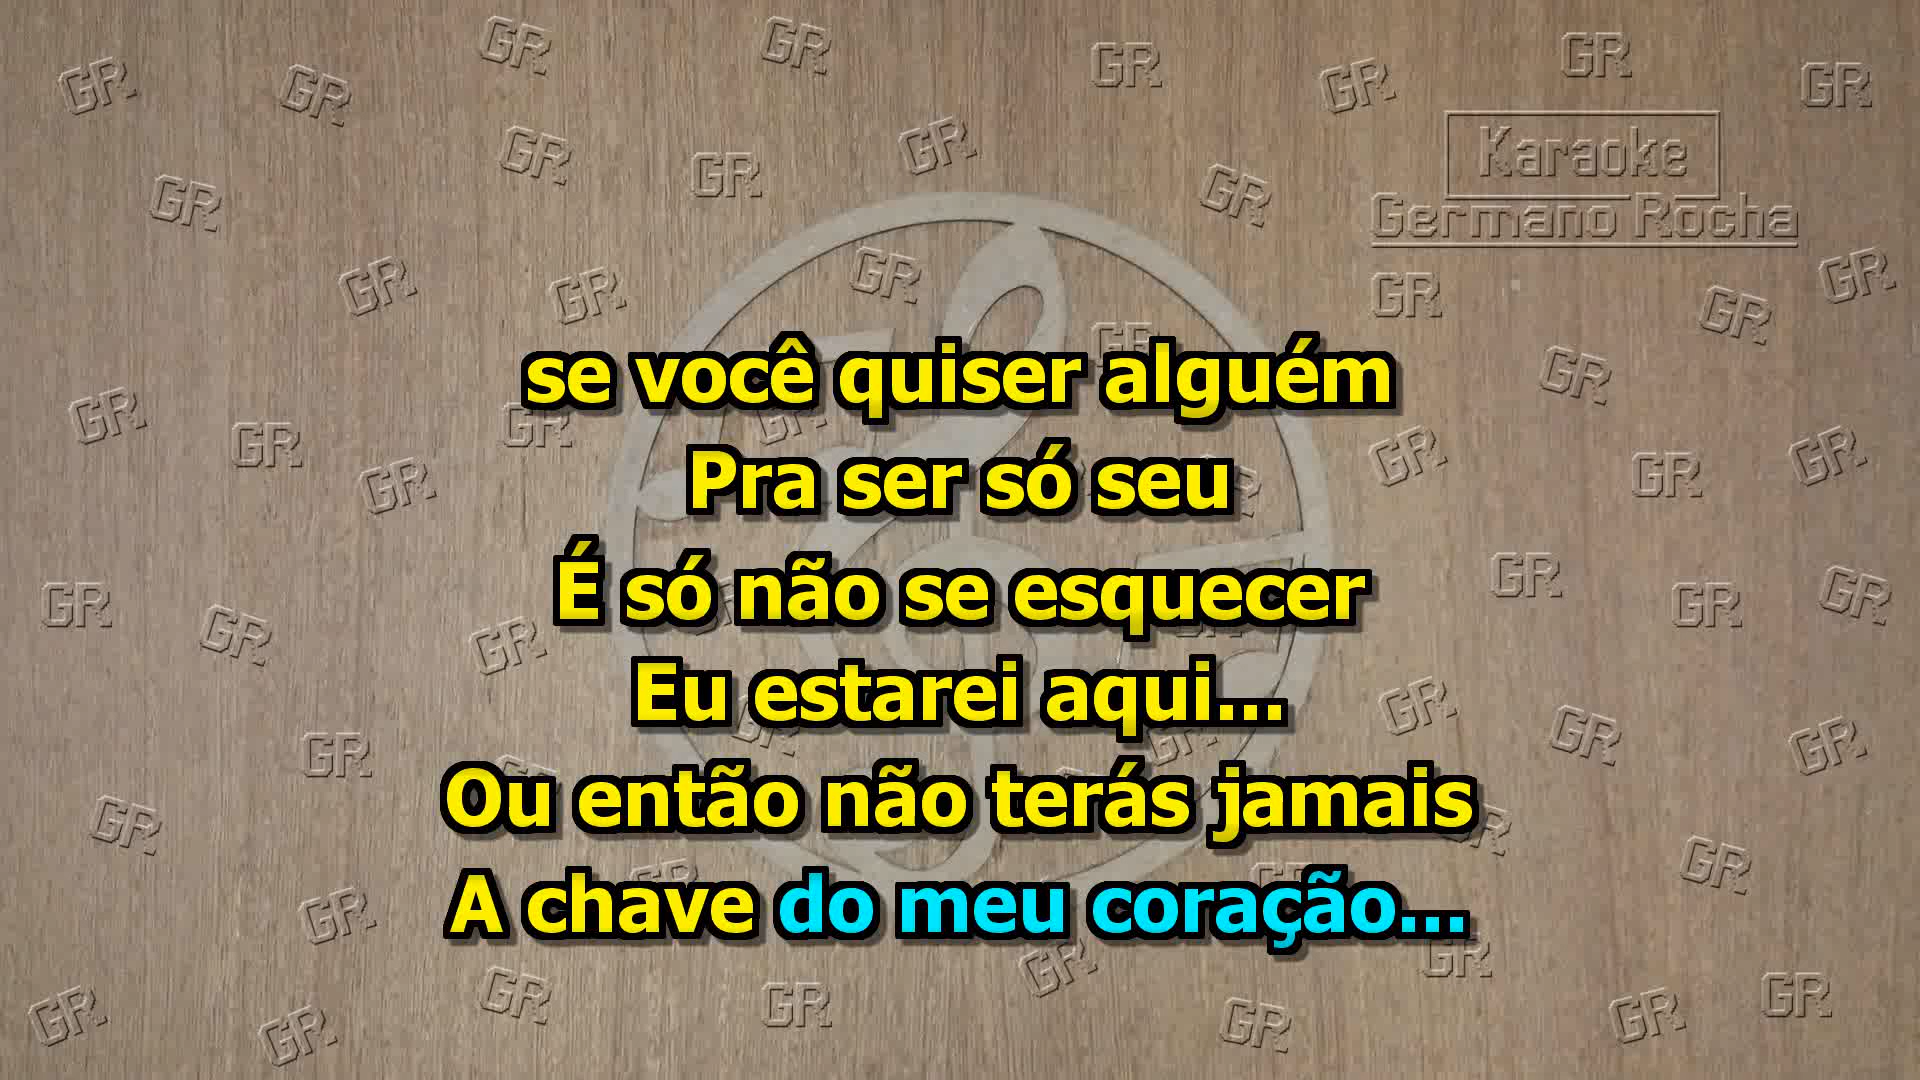 Karaoke
Germano Rocha
se você quiser alguém
Pra ser só seu
É só não se esquecer
Eu estarei aqui...
Ou então não terás jamais
A chave do meu coração...
GR